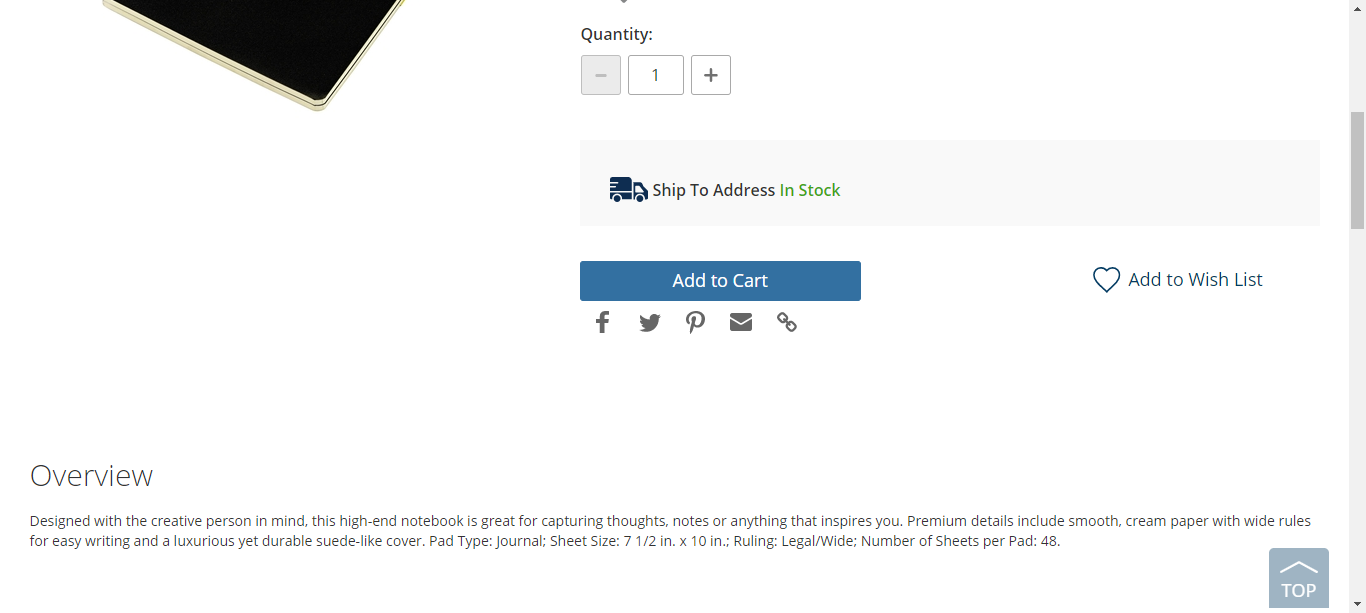 Quantity:
− 1 +
Ship To Address In Stock
Add to Cart
Add to Wish List
Overview
Designed with the creative person in mind, this high-end notebook is great for capturing thoughts, notes or anything that inspires you. Premium details include smooth, cream paper with wide rules
for easy writing and a luxurious yet durable suede-like cover. Pad Type: Journal; Sheet Size: 7 1/2 in. x 10 in.; Ruling: Legal/Wide; Number of Sheets per Pad: 48.
TOP